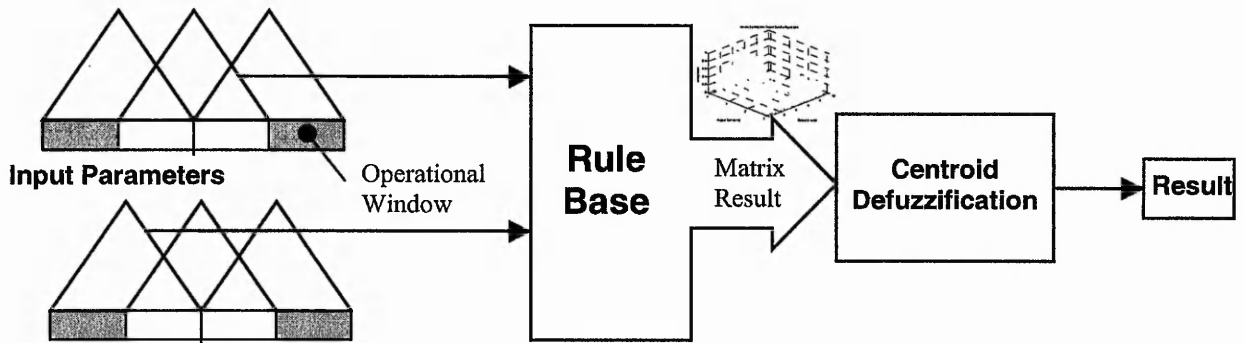 Input Parameters
Operational
Window
Rule
Base
Matrix
Result
Centroid
Defuzzification
Result